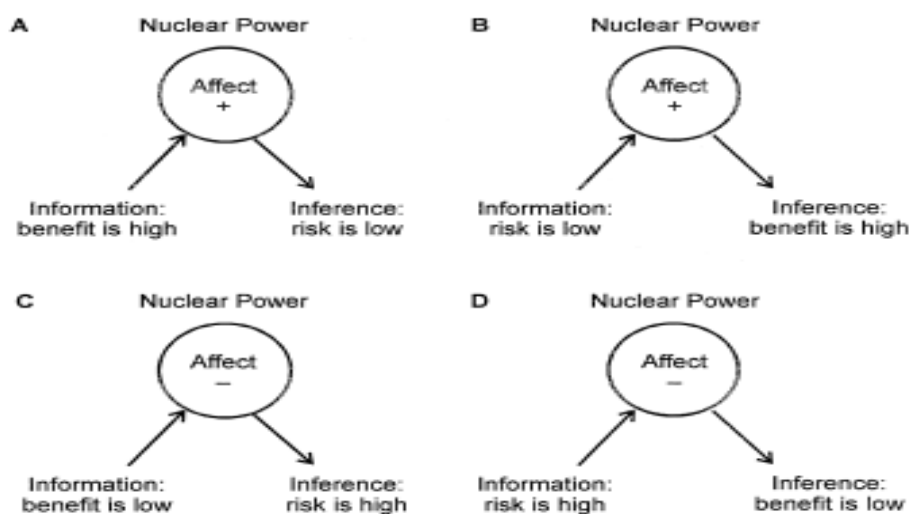 A
Nuclear Power
Affect
+
Information:
benefit is high
Inference:
risk is low
B
Nuclear Power
Affect
+
Information:
risk is low
Inference:
benefit is high
C
Nuclear Power
Affect
–
Information:
benefit is low
Inference:
risk is high
D
Nuclear Power
Affect
–
Information:
risk is high
Inference:
benefit is low